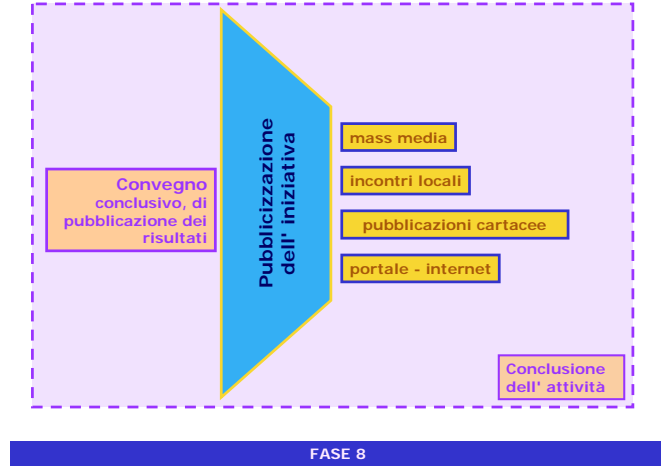 Convegno
conclusivo, di
pubblicazione dei
risultati
Pubblicizzazione
dell' iniziativa
mass media
incontri locali
pubblicazioni cartacee
portale - internet
Conclusione
dell' attività
FASE 8